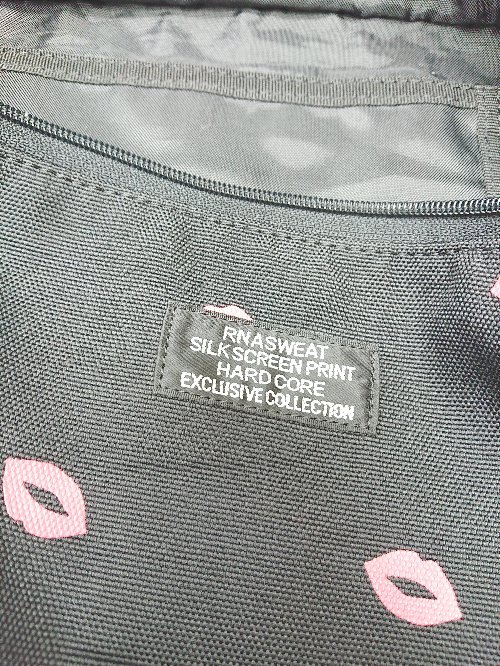 RNASWEAT
SILK SCREEN PRINT
HARD CORE
EXCLUSIVE COLLECTION